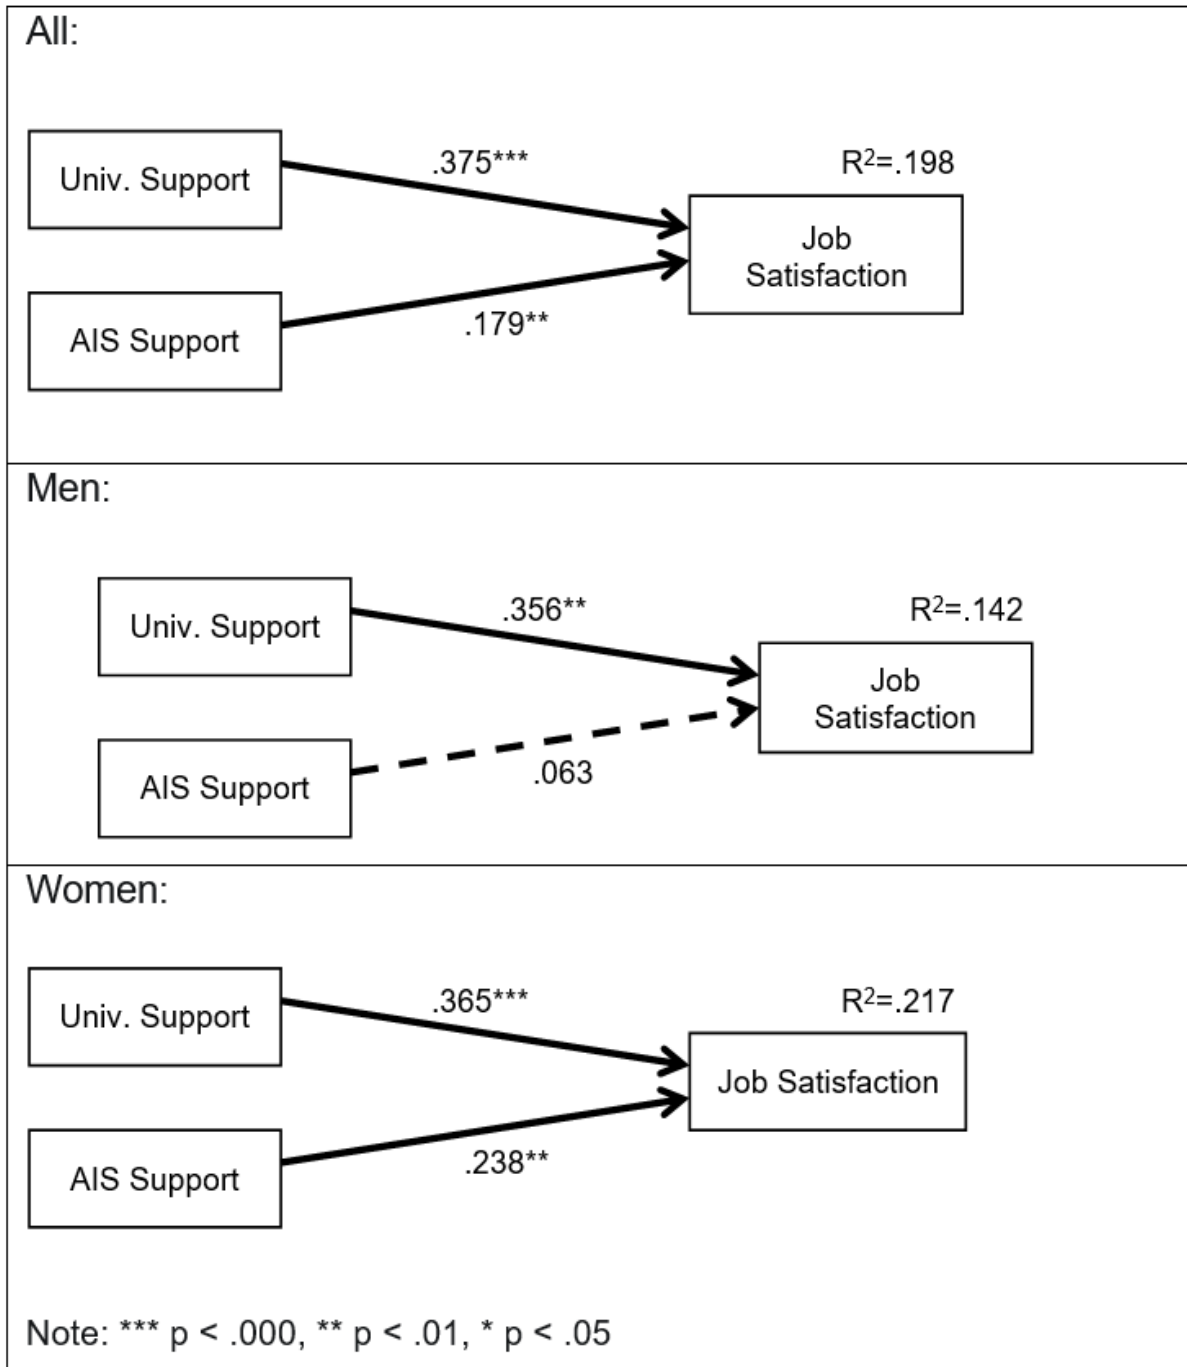 All:
Univ. Support
.375***
R²=.198
Job
Satisfaction
AIS Support
.179**
Men:
Univ. Support
.356**
R²=.142
Job
Satisfaction
AIS Support
.063
Women:
Univ. Support
.365***
R²=.217
Job Satisfaction
AIS Support
.238**
Note: *** p < .000, ** p < .01, * p < .05